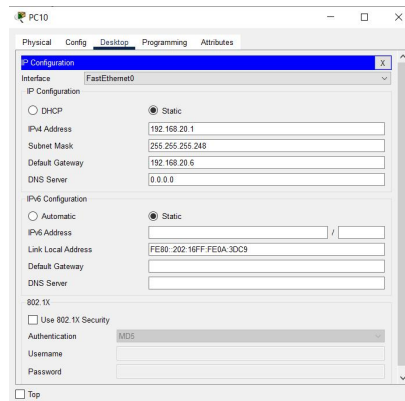 PC10
Physical Config Desktop Programming Attributes
IP Configuration X
Interface FastEthernet0
IP Configuration
DHCP Static
IPv4 Address 192.168.20.1
Subnet Mask 255.255.255.248
Default Gateway 192.168.20.6
DNS Server 0.0.0.0
IPv6 Configuration
Automatic Static
IPv6 Address /
Link Local Address FE80::202:16FF:FE0A:3DC9
Default Gateway
DNS Server
802.1X
Use 802.1X Security
Authentication MD5
Username
Password
Top